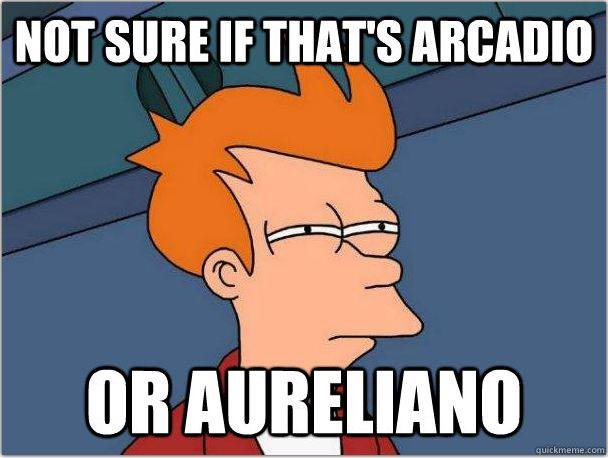 NOT SURE IF THAT'S ARCADIO
OR AURELIANO
quickmeme.com